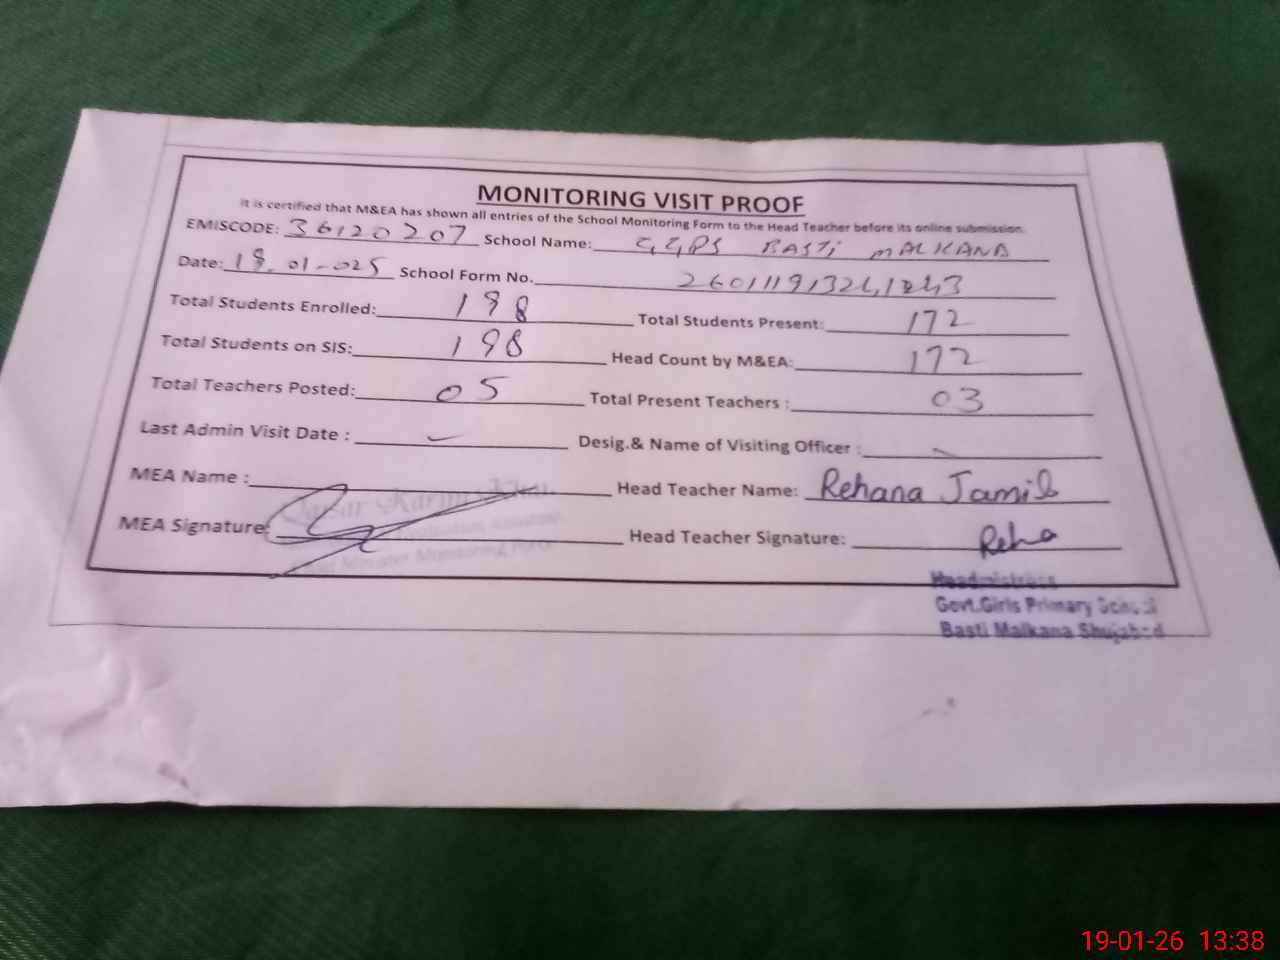 MONITORING VISIT PROOF
It is certified that M&EA has shown all entries of the School Monitoring Form to the Head Teacher before its online submission.
EMISCODE: 36120207 School Name: GGPS BASTI MALKANA
Date: 19-01-025 School Form No.
Total Students Enrolled: 198 Total Students Present: 172
Total Students on SIS: 198 Head Count by M&EA: 172
Total Teachers Posted: 05 Total Present Teachers : 03
Last Admin Visit Date : Desig.& Name of Visiting Officer :
MEA Name : Head Teacher Name: Rehana Jamil
MEA Signature: Head Teacher Signature: Reha
Headmistress
Govt.Girls Primary School
Basti Malkana Shujabad
19-01-26 13:38